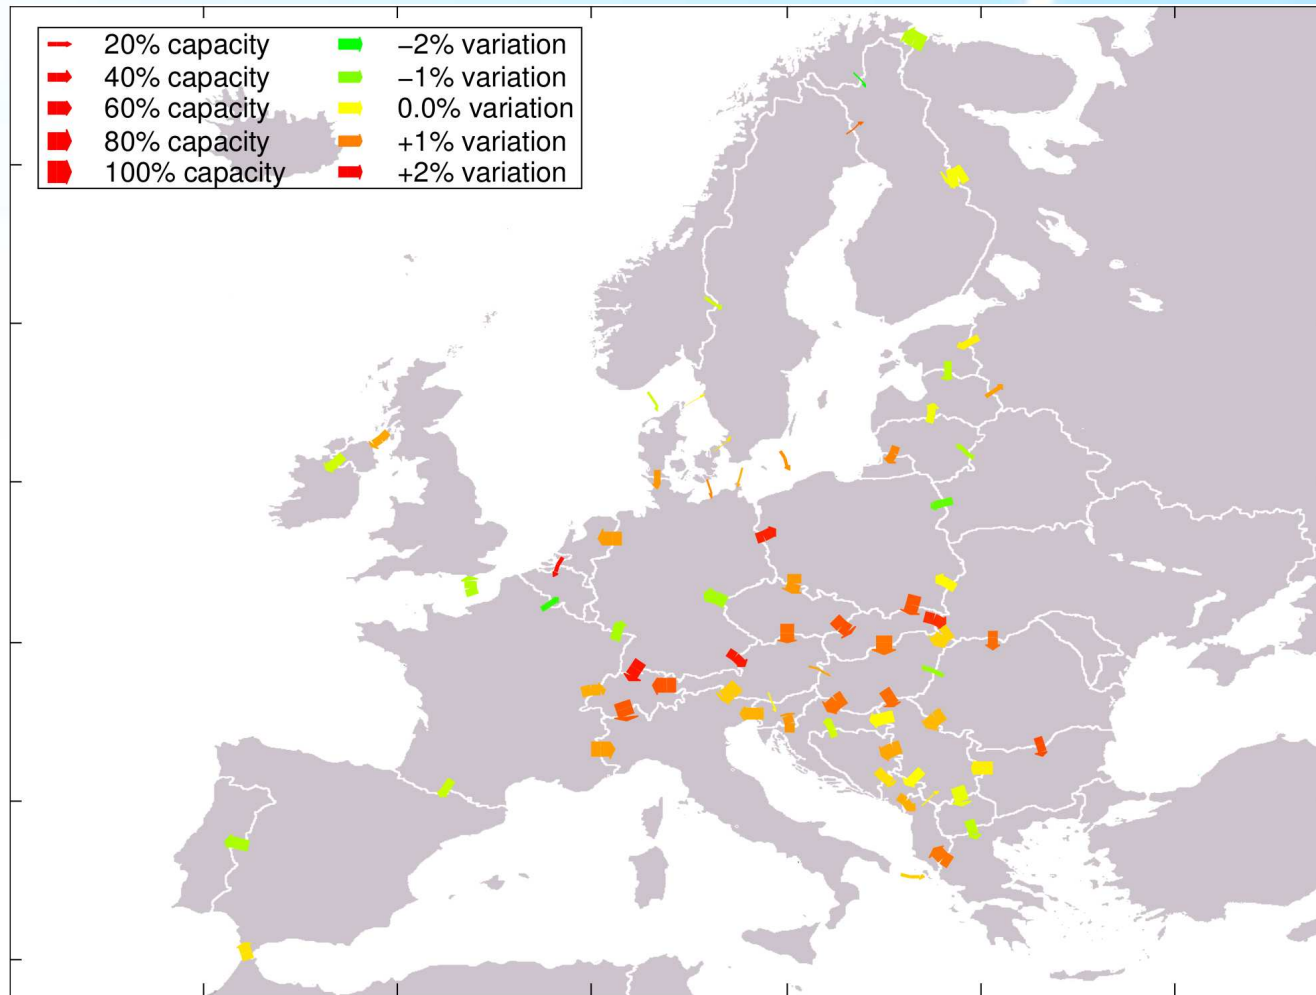 20% capacity −2% variation
40% capacity −1% variation
60% capacity 0.0% variation
80% capacity +1% variation
100% capacity +2% variation